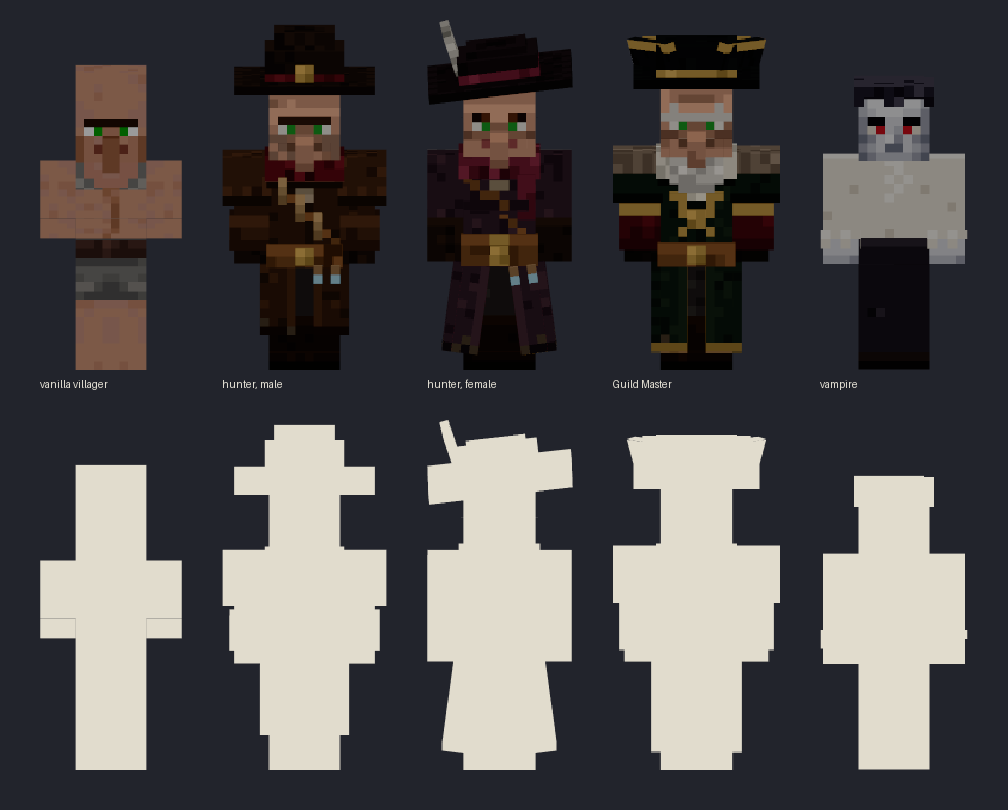 vanilla villager
hunter, male
hunter, female
Guild Master
vampire